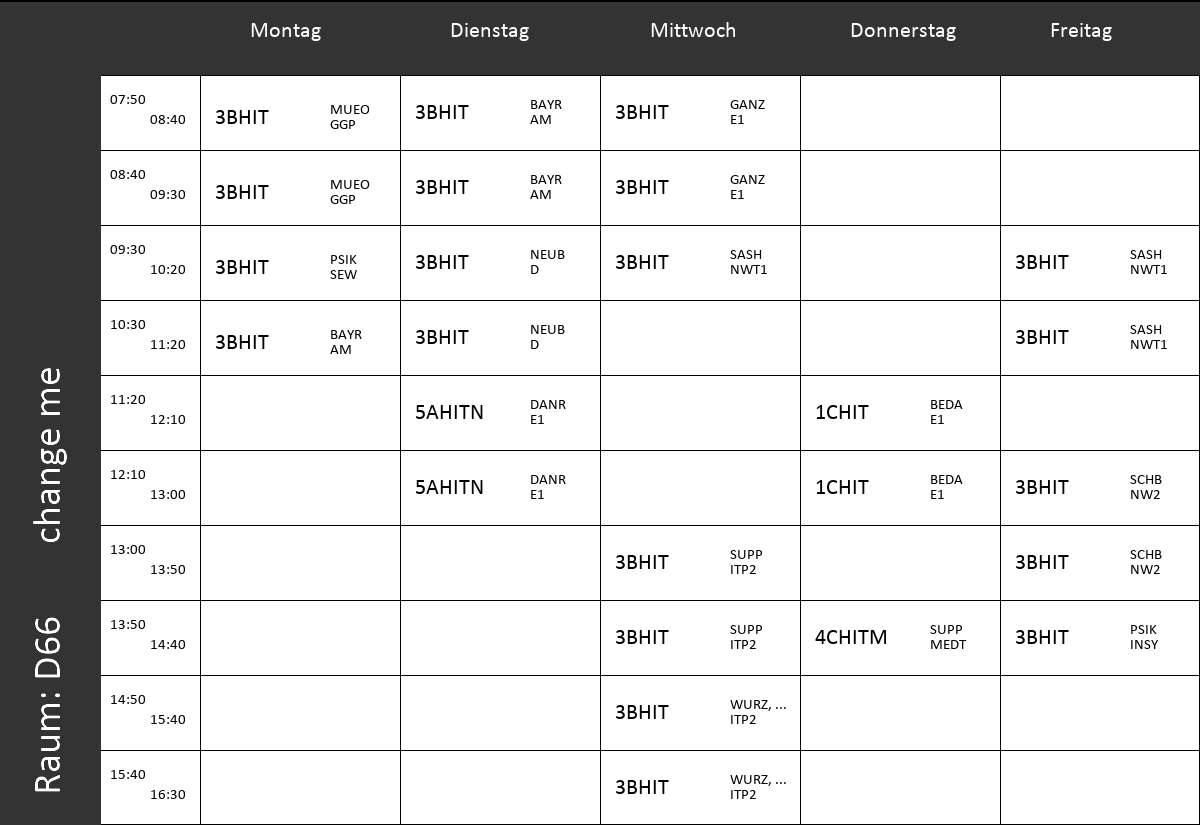 Montag Dienstag Mittwoch Donnerstag Freitag
07:50
08:40
3BHIT
MUEO
GGP
3BHIT
BAYR
AM
3BHIT
GANZ
E1
08:40
09:30
3BHIT
MUEO
GGP
3BHIT
BAYR
AM
3BHIT
GANZ
E1
09:30
10:20
3BHIT
PSIK
SEW
3BHIT
NEUB
D
3BHIT
SASH
NWT1
3BHIT
SASH
NWT1
10:30
11:20
3BHIT
BAYR
AM
3BHIT
NEUB
D
3BHIT
SASH
NWT1
11:20
12:10
5AHITN
DANR
E1
1CHIT
BEDA
E1
12:10
13:00
5AHITN
DANR
E1
1CHIT
BEDA
E1
3BHIT
SCHB
NW2
13:00
13:50
3BHIT
SUPP
ITP2
3BHIT
SCHB
NW2
13:50
14:40
3BHIT
SUPP
ITP2
4CHITM
SUPP
MEDT
3BHIT
PSIK
INSY
14:50
15:40
3BHIT
WURZ, ...
ITP2
15:40
16:30
3BHIT
WURZ, ...
ITP2
Raum: D66 change me